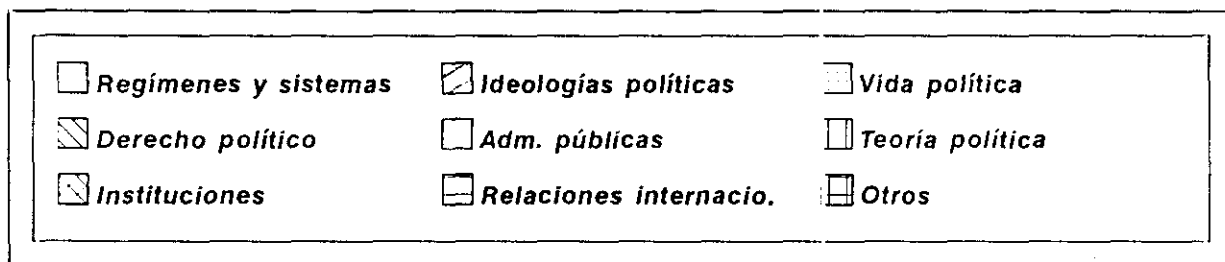 Regímenes y sistemas Ideologías políticas Vida política
Derecho político Adm. públicas Teoría política
Instituciones Relaciones internacio. Otros